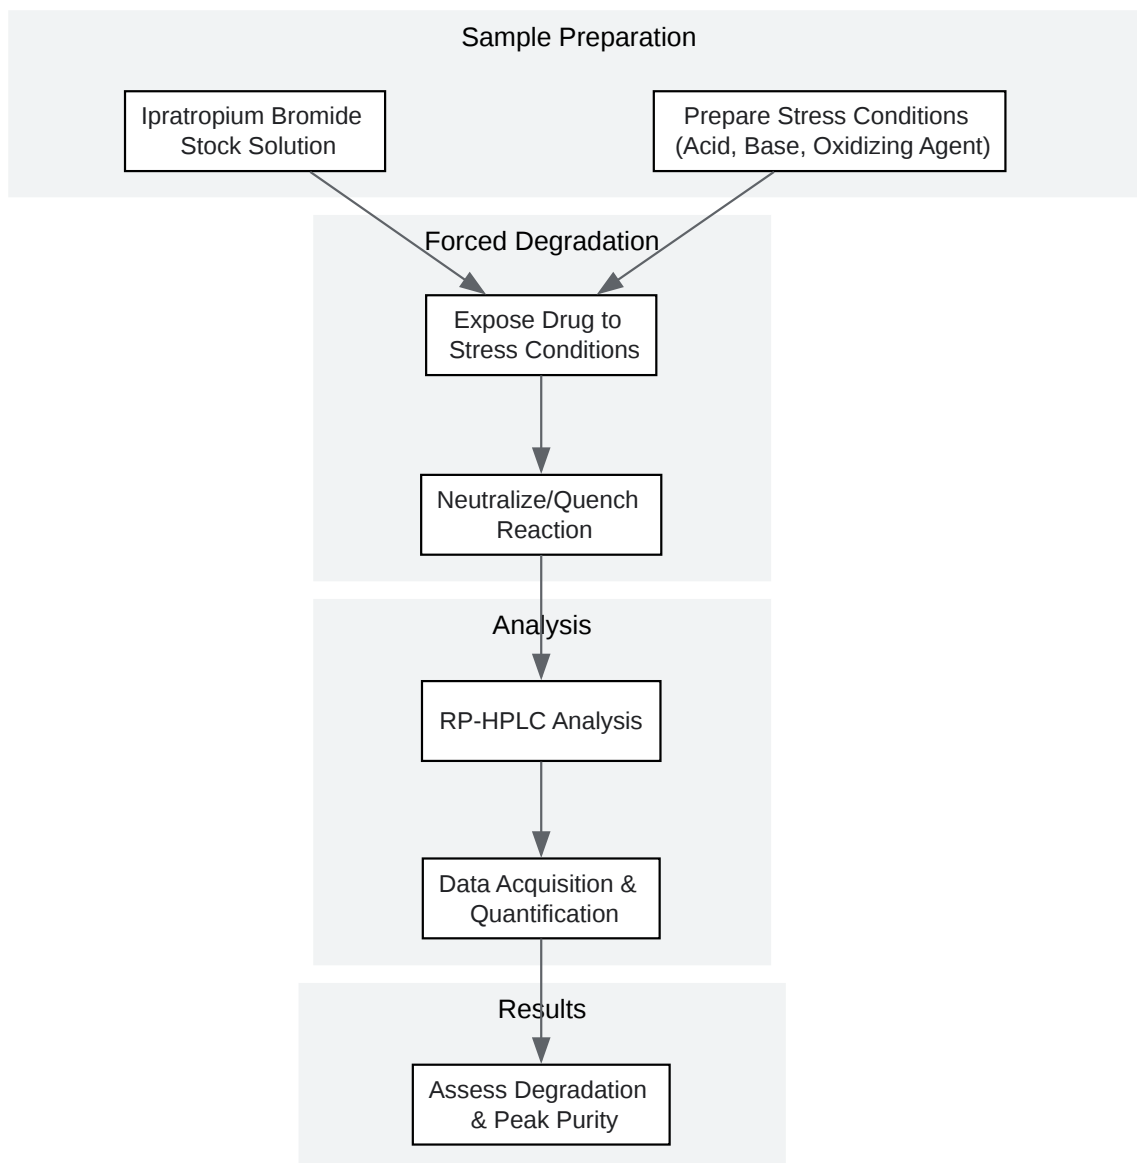 Sample Preparation
Ipratropium Bromide
Stock Solution
Prepare Stress Conditions
(Acid, Base, Oxidizing Agent)
Forced Degradation
Expose Drug to
Stress Conditions
Neutralize/Quench
Reaction
Analysis
RP-HPLC Analysis
Data Acquisition &
Quantification
Results
Assess Degradation
& Peak Purity